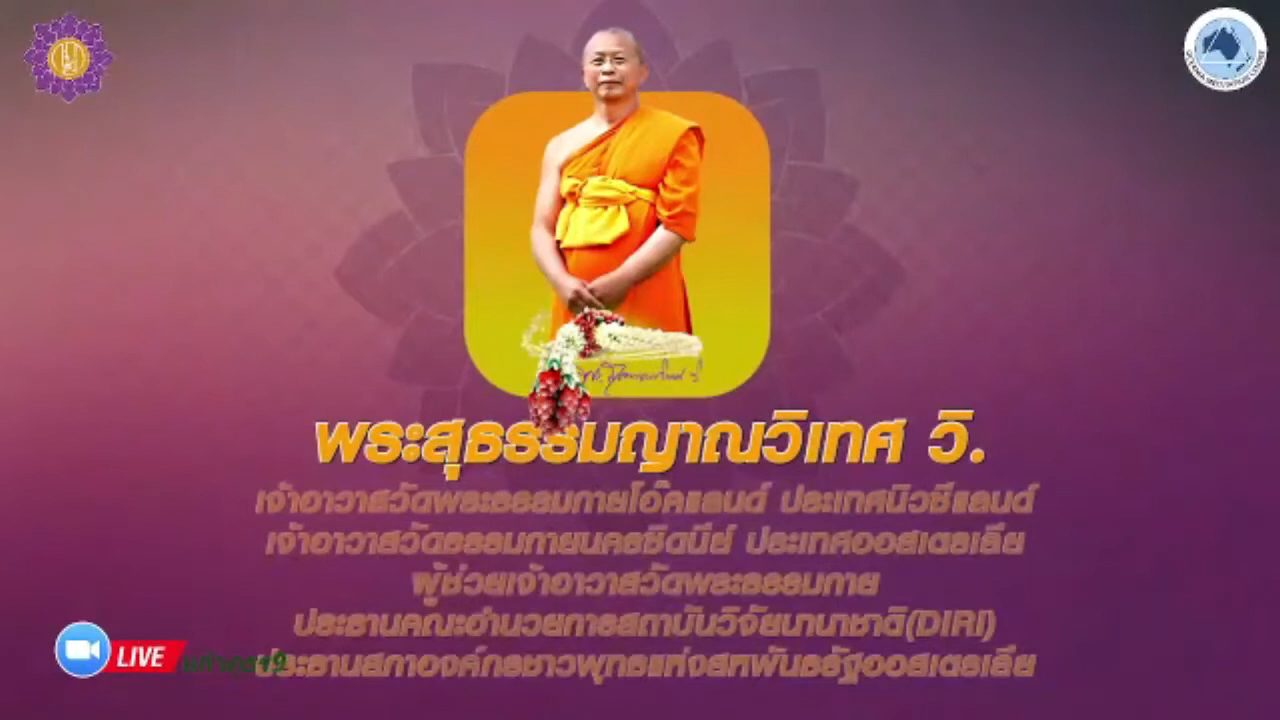 พระสุธรรมญาณวิเทศ วิ.
เจ้าอาวาสวัดพระธรรมกายโอ๊คแลนด์ ประเทศนิวซีแลนด์
เจ้าอาวาสวัดธรรมกายนครซิดนีย์ ประเทศออสเตรเลีย
ผู้ช่วยเจ้าอาวาสวัดพระธรรมกาย
ประธานคณะอำนวยการสถาบันวิจัยนานาชาติ(DIRI)
ประธานสภาองค์กรชาวพุทธแห่งสหพันธรัฐออสเตรเลีย
LIVE